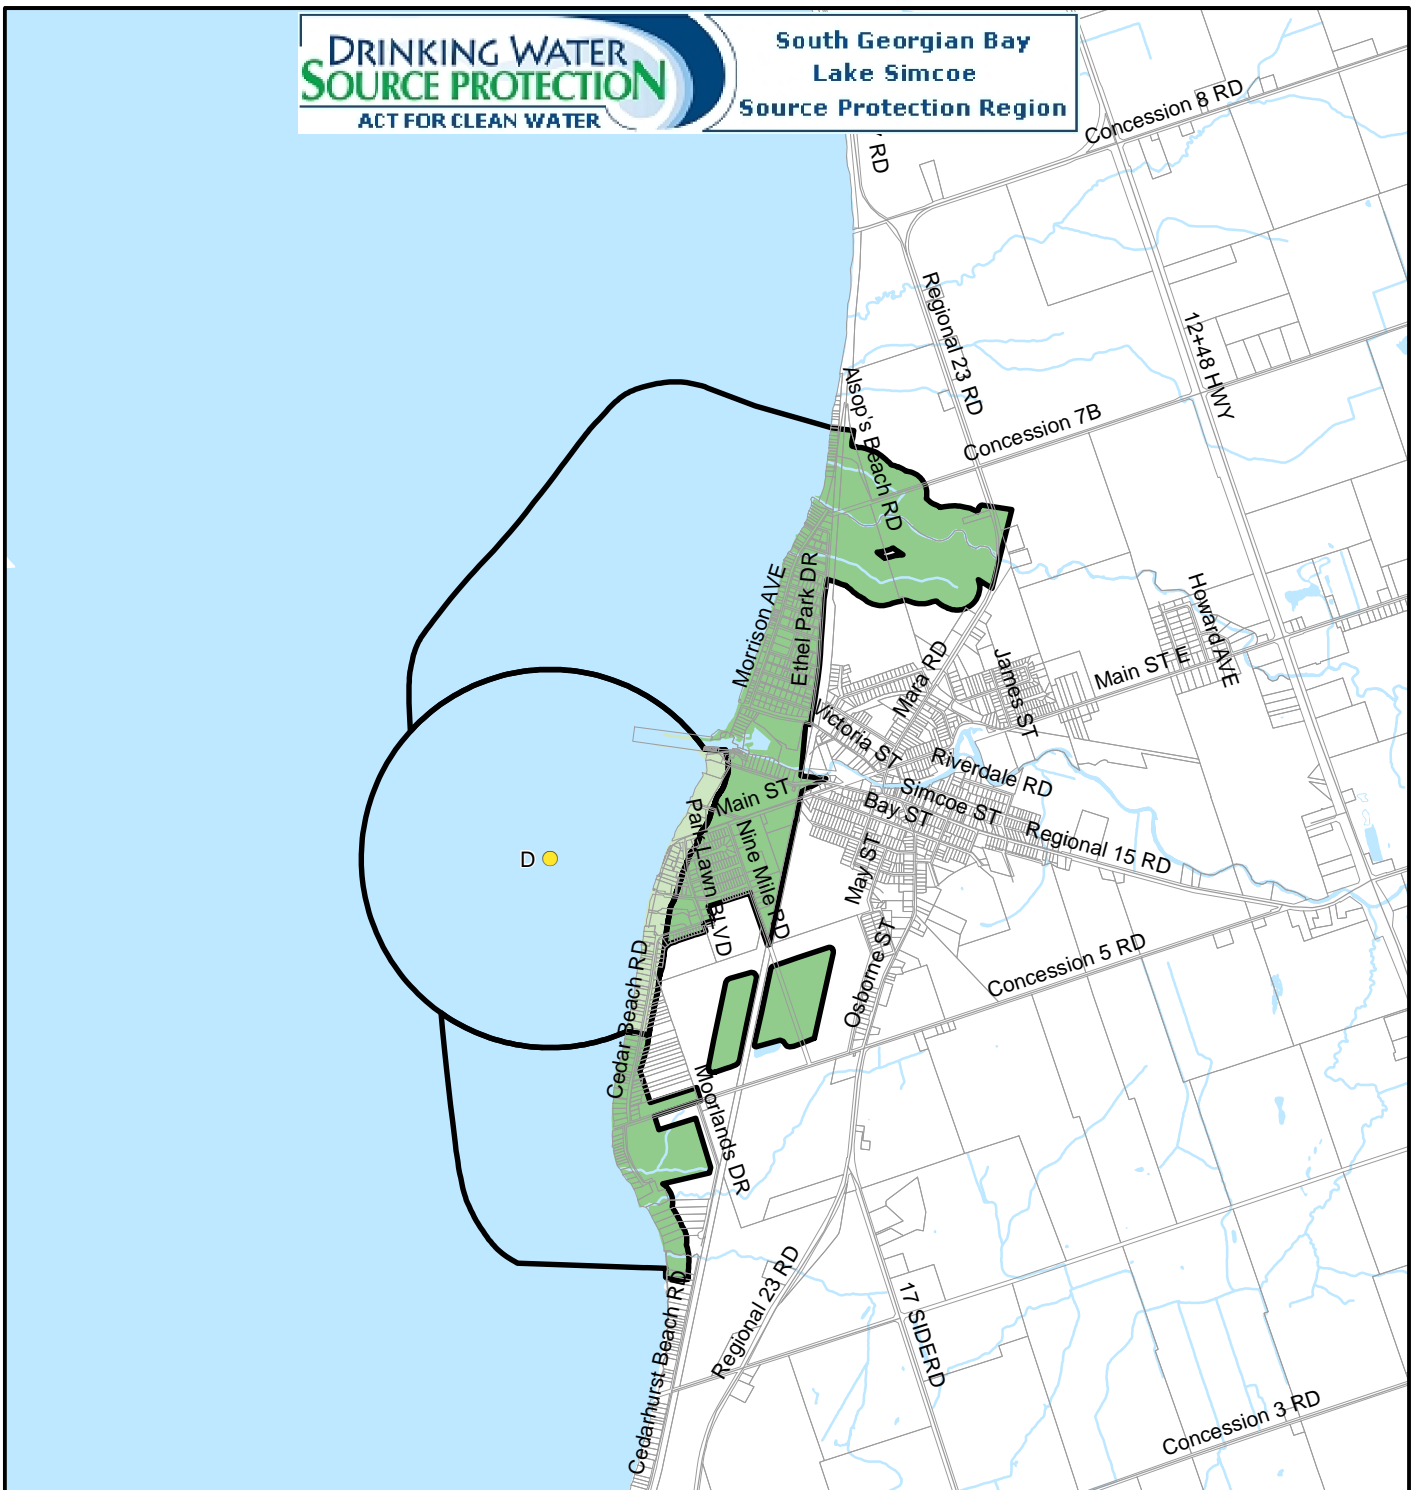 DRINKING WATER
SOURCE PROTECTION
ACT FOR CLEAN WATER
South Georgian Bay
Lake Simcoe
Source Protection Region
RD
Concession 8 RD
Regional 23 RD
12+48 HWY
Alsop's Beach RD
Concession 7B
Morrison AVE
Ethel Park DR
Howard AVE
Mara RD
James ST
Main ST E
Victoria ST
Riverdale RD
Simcoe ST
Bay ST
Main ST
Park Lawn BLVD
Nine Mile RD
May ST
Regional 15 RD
D
Osborne ST
Concession 5 RD
Cedar Beach RD
Moorlands DR
Regional 23 RD
17 SIDERD
Cedarhurst Beach RD
Concession 3 RD